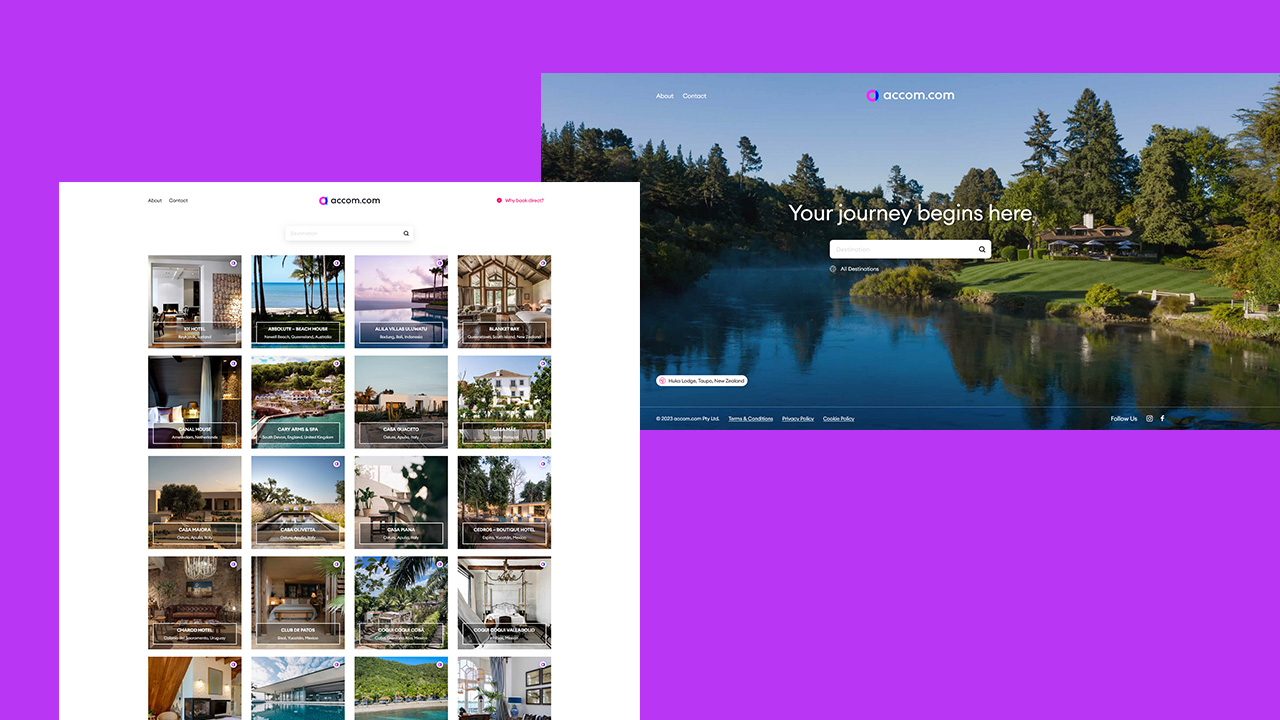 About Contact
accom.com
Your journey begins here
Destination
All Destinations
Huka Lodge, Taupo, New Zealand
© 2023 accom.com Pty Ltd. Terms & Conditions Privacy Policy Cookie Policy
Follow Us
About Contact
accom.com
Why book direct?
Destination
101 HOTEL
Reykjavik, Iceland
ABSOLUTE – BEACH HOUSE
Newell Beach, Queensland, Australia
ALILA VILLAS ULUWATU
Badung, Bali, Indonesia
BLANKET BAY
Queenstown, South Island, New Zealand
CANAL HOUSE
Amsterdam, Netherlands
CARY ARMS & SPA
South Devon, England, United Kingdom
CASA GUACETO
Ostuni, Apulia, Italy
CASA MÃE
Lagos, Portugal
CASA MAIORA
Ostuni, Apulia, Italy
CASA OLIVETTA
Ostuni, Apulia, Italy
CASA PIANA
Ostuni, Apulia, Italy
CEDROS – BOUTIQUE HOTEL
Espita, Yucatán, Mexico
CHARCO HOTEL
Colonia del Sacramento, Uruguay
CLUB DE PATOS
Sisal, Yucatán, Mexico
COQUI COQUI COBÁ
Coba, Quintana Roo, Mexico
COQUI COQUI VALLADOLID
Mexico